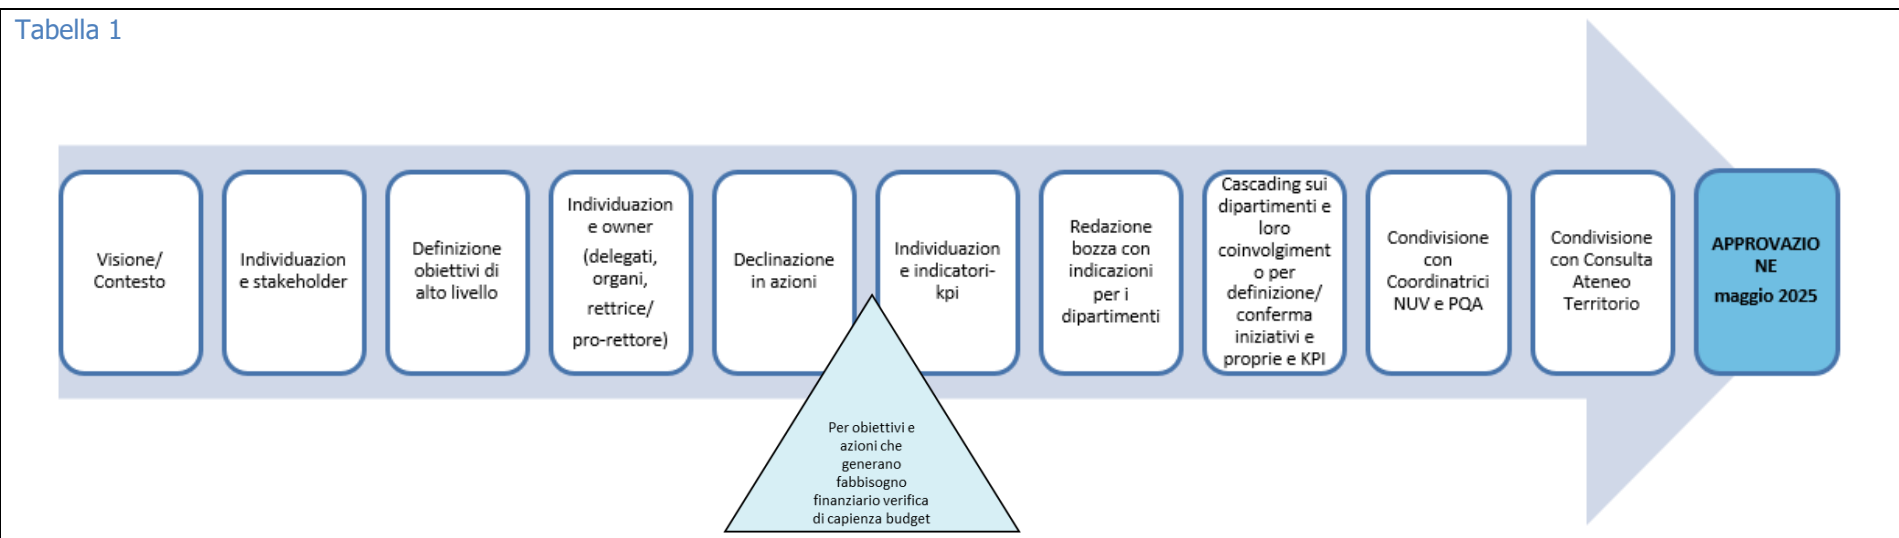 Tabella 1
Visione/
Contesto
Individuazion
e stakeholder
Definizione
obiettivi di
alto livello
Individuazion
e owner
(delegati,
organi,
rettrice/
pro-rettore)
Declinazione
in azioni
Individuazion
e indicatori-
kpi
Redazione
bozza con
indicazioni
per i
dipartimenti
Cascading sui
dipartimenti e
loro
coinvolgiment
o per
definizione/
conferma
iniziativi e
proprie e KPI
Condivisione
con
Coordinatrici
NUV e PQA
Condivisione
con Consulta
Ateneo
Territorio
APPROVAZIO
NE
maggio 2025
Per obiettivi e
azioni che
generano
fabbisogno
finanziario verifica
di capienza budget